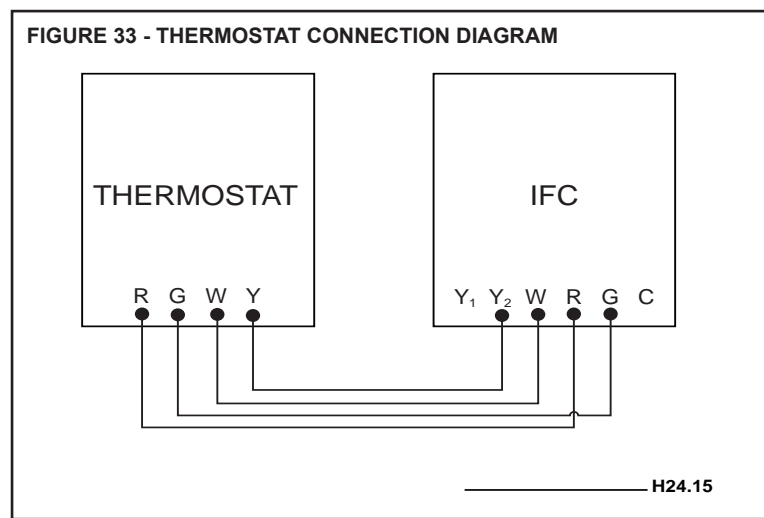 FIGURE 33 - THERMOSTAT CONNECTION DIAGRAM
THERMOSTAT
R G W Y
IFC
Y₁ Y₂ W R G C
H24.15